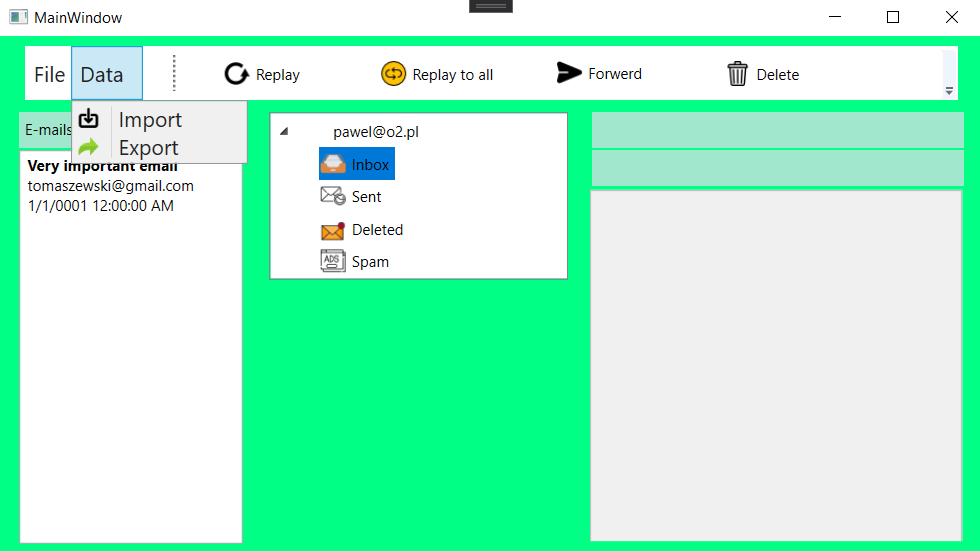 MainWindow
File Data Replay Replay to all Forwerd Delete
Import
Export
E-mails
Very important email
tomaszewski@gmail.com
1/1/0001 12:00:00 AM
pawel@o2.pl
Inbox
Sent
Deleted
ADS Spam